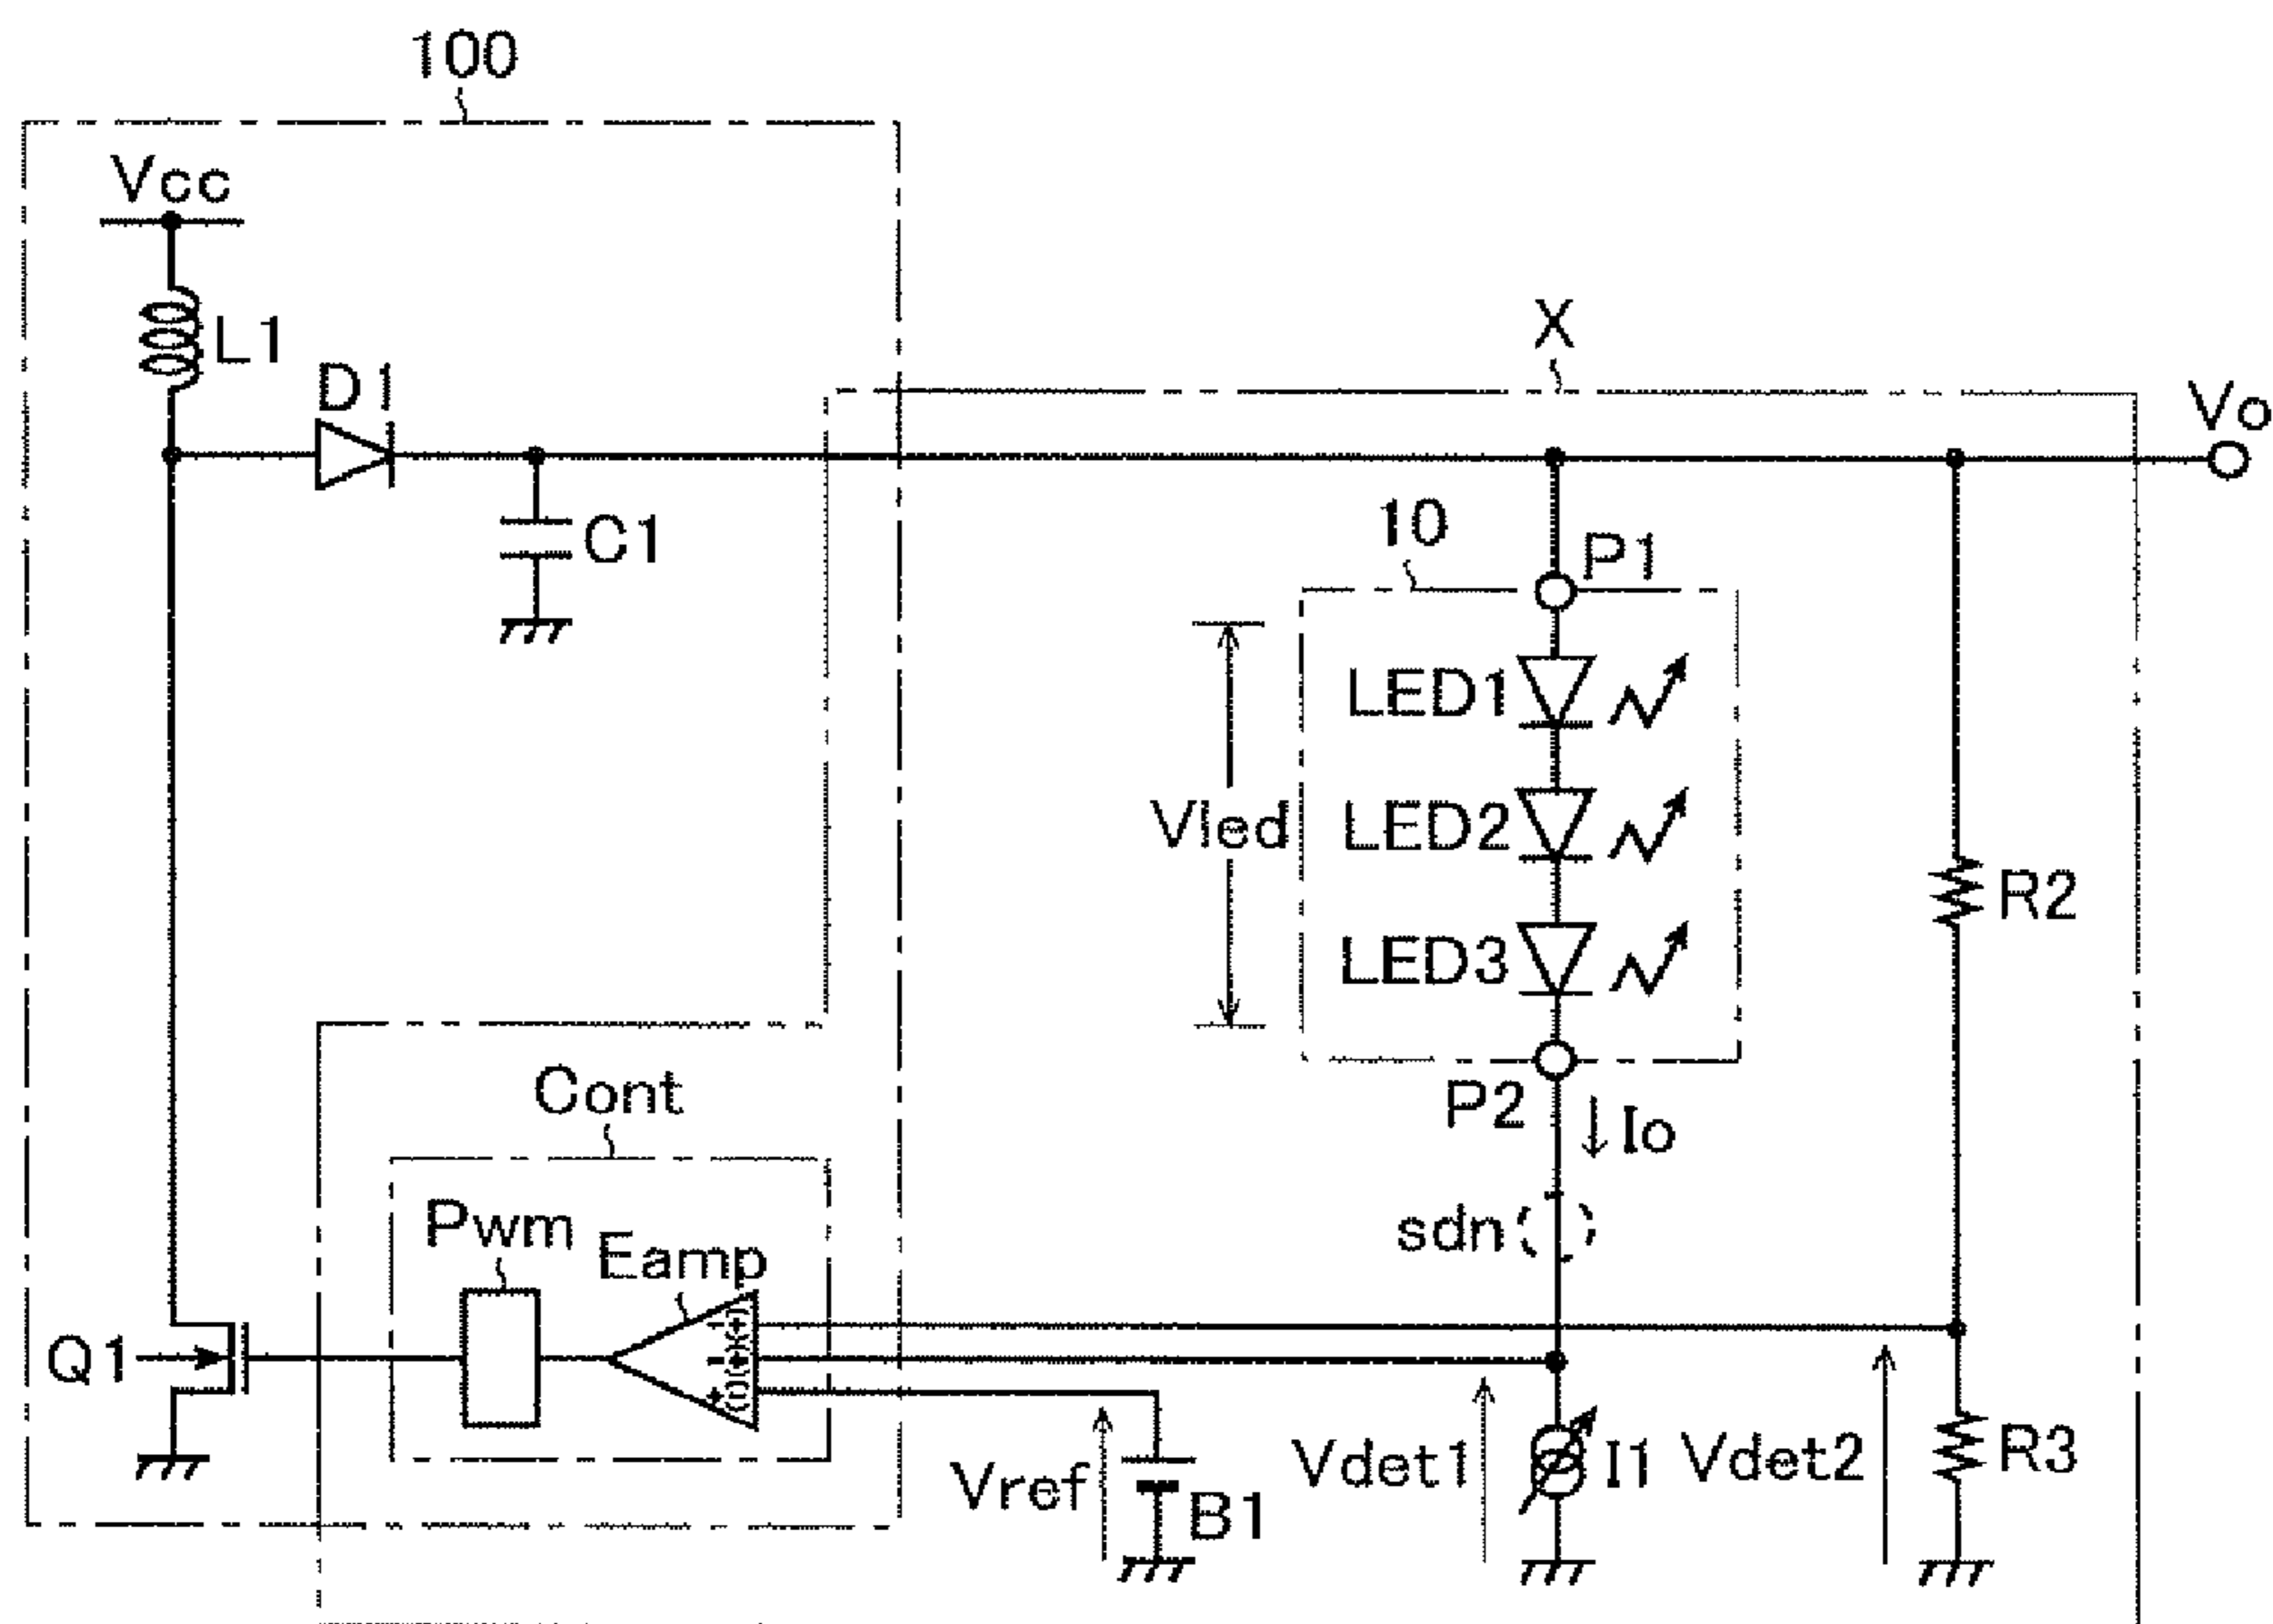 100
Vcc
L1
D1
C1
X
Vo
10
P1
LED1
LED2
LED3
Vled
R2
P2
Io
sdn
Cont
Pwm
Eamp
Q1
Vref
B1
Vdet1
I1
Vdet2
R3